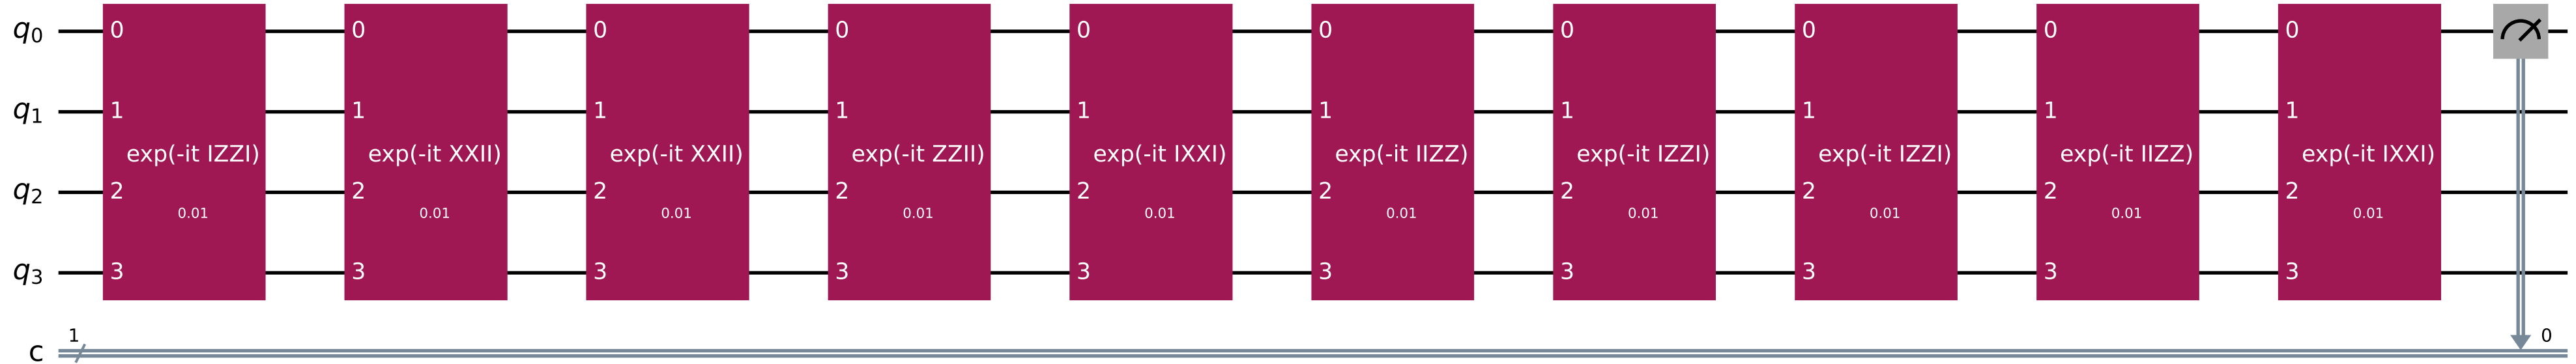 q0 0 0 0 0 0 0 0 0 0 0
q1 1 1 1 1 1 1 1 1 1 1
exp(-it IZZI) exp(-it XXII) exp(-it XXII) exp(-it ZZII) exp(-it IXXI) exp(-it IIZZ) exp(-it IZZI) exp(-it IZZI) exp(-it IIZZ) exp(-it IXXI)
q2 2 2 2 2 2 2 2 2 2 2
0.01 0.01 0.01 0.01 0.01 0.01 0.01 0.01 0.01 0.01
q3 3 3 3 3 3 3 3 3 3 3
1 0
c